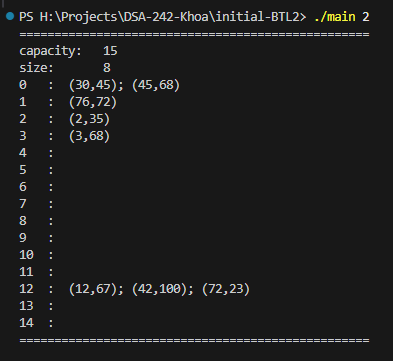 PS H:\Projects\DSA-242-Khoa\initial-BTL2> ./main 2
==================================================
capacity:   15
size:       8
0   :  (30,45); (45,68)
1   :  (76,72)
2   :  (2,35)
3   :  (3,68)
4   :
5   :
6   :
7   :
8   :
9   :
10  :
11  :
12  :  (12,67); (42,100); (72,23)
13  :
14  :
==================================================